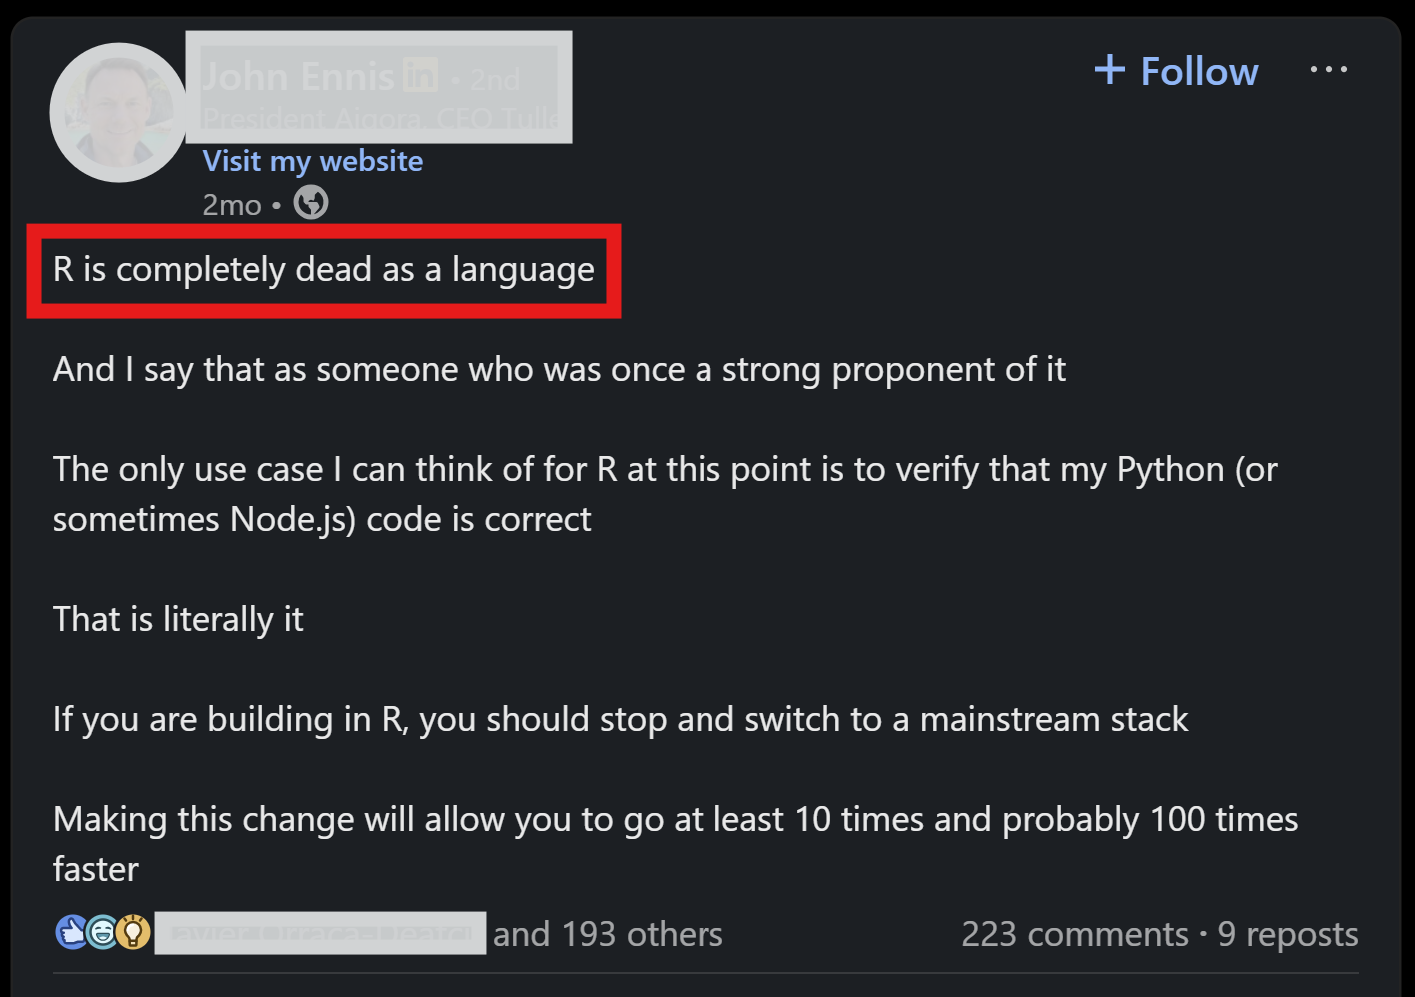 John Ennis in • 2nd
President Aigora, CEO Tulle
+ Follow ...
Visit my website
2mo •
R is completely dead as a language
And I say that as someone who was once a strong proponent of it
The only use case I can think of for R at this point is to verify that my Python (or
sometimes Node.js) code is correct
That is literally it
If you are building in R, you should stop and switch to a mainstream stack
Making this change will allow you to go at least 10 times and probably 100 times
faster
and 193 others
223 comments · 9 reposts